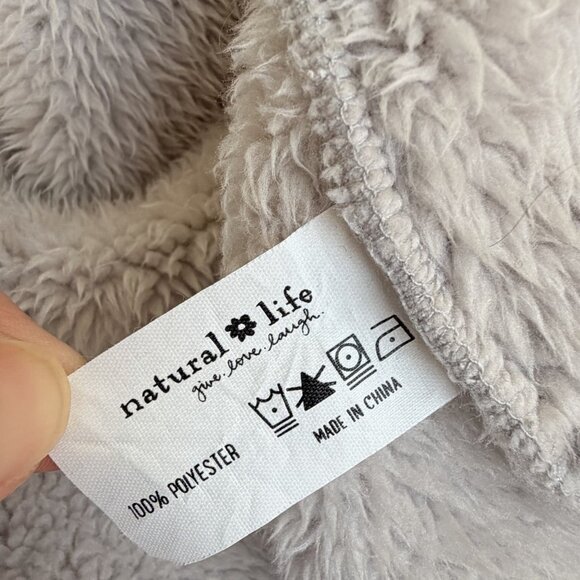 natural life
give.love.laugh.
100% POLYESTER
MADE IN CHINA